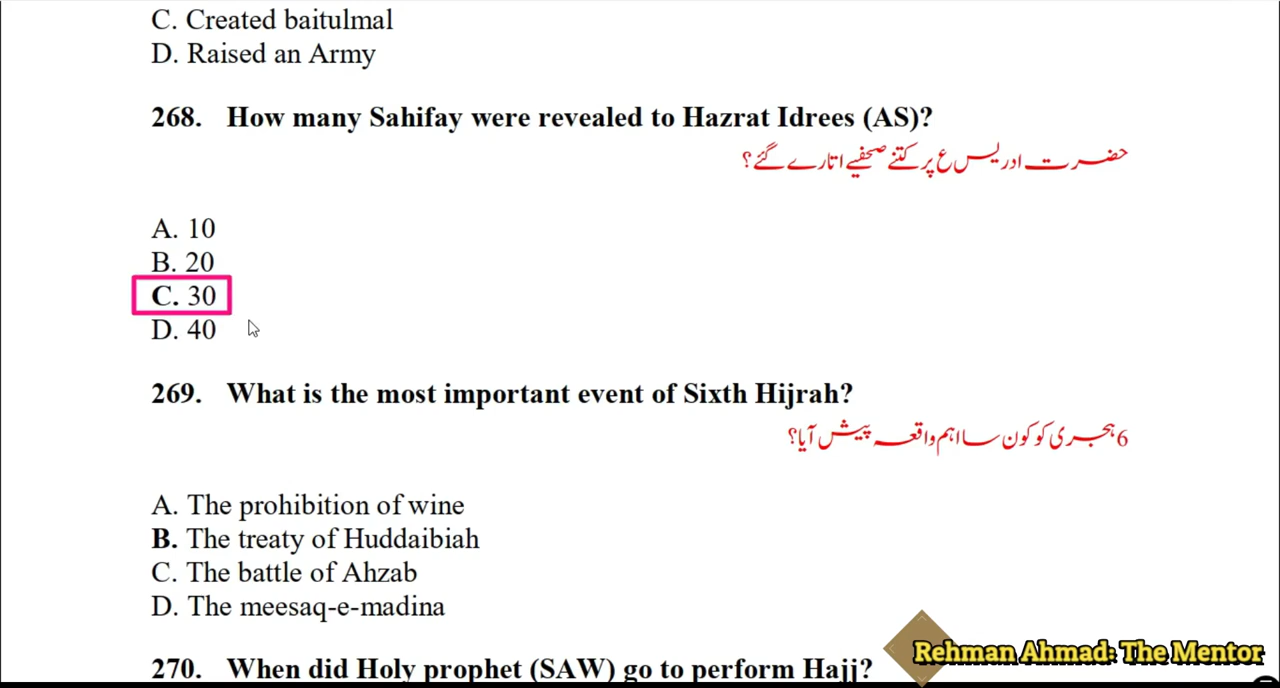 C. Created baitulmal
D. Raised an Army
268. How many Sahifay were revealed to Hazrat Idrees (AS)?
حضرت ادریس ع پر کتنے صحفیے اتارے گئے؟
A. 10
B. 20
C. 30
D. 40
269. What is the most important event of Sixth Hijrah?
6 ہجری کو کون سا اہم واقعہ پیش آیا؟
A. The prohibition of wine
B. The treaty of Huddaibiah
C. The battle of Ahzab
D. The meesaq-e-madina
270. When did Holy prophet (SAW) go to perform Hajj?
Rehman Ahmad: The Mentor